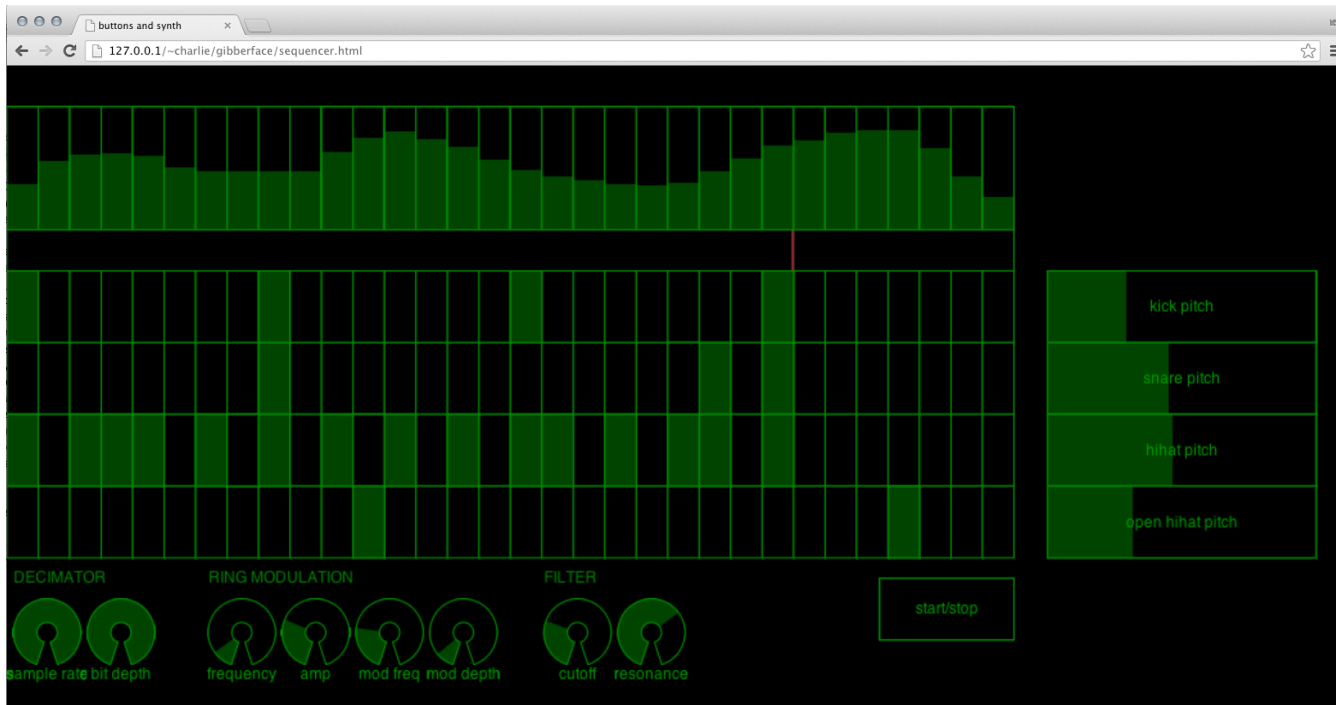 buttons and synth
127.0.0.1/~charlie/gibberface/sequencer.html
kick pitch
snare pitch
hihat pitch
open hihat pitch
DECIMATOR RING MODULATION FILTER
start/stop
sample rate bit depth frequency amp mod freq mod depth cutoff resonance